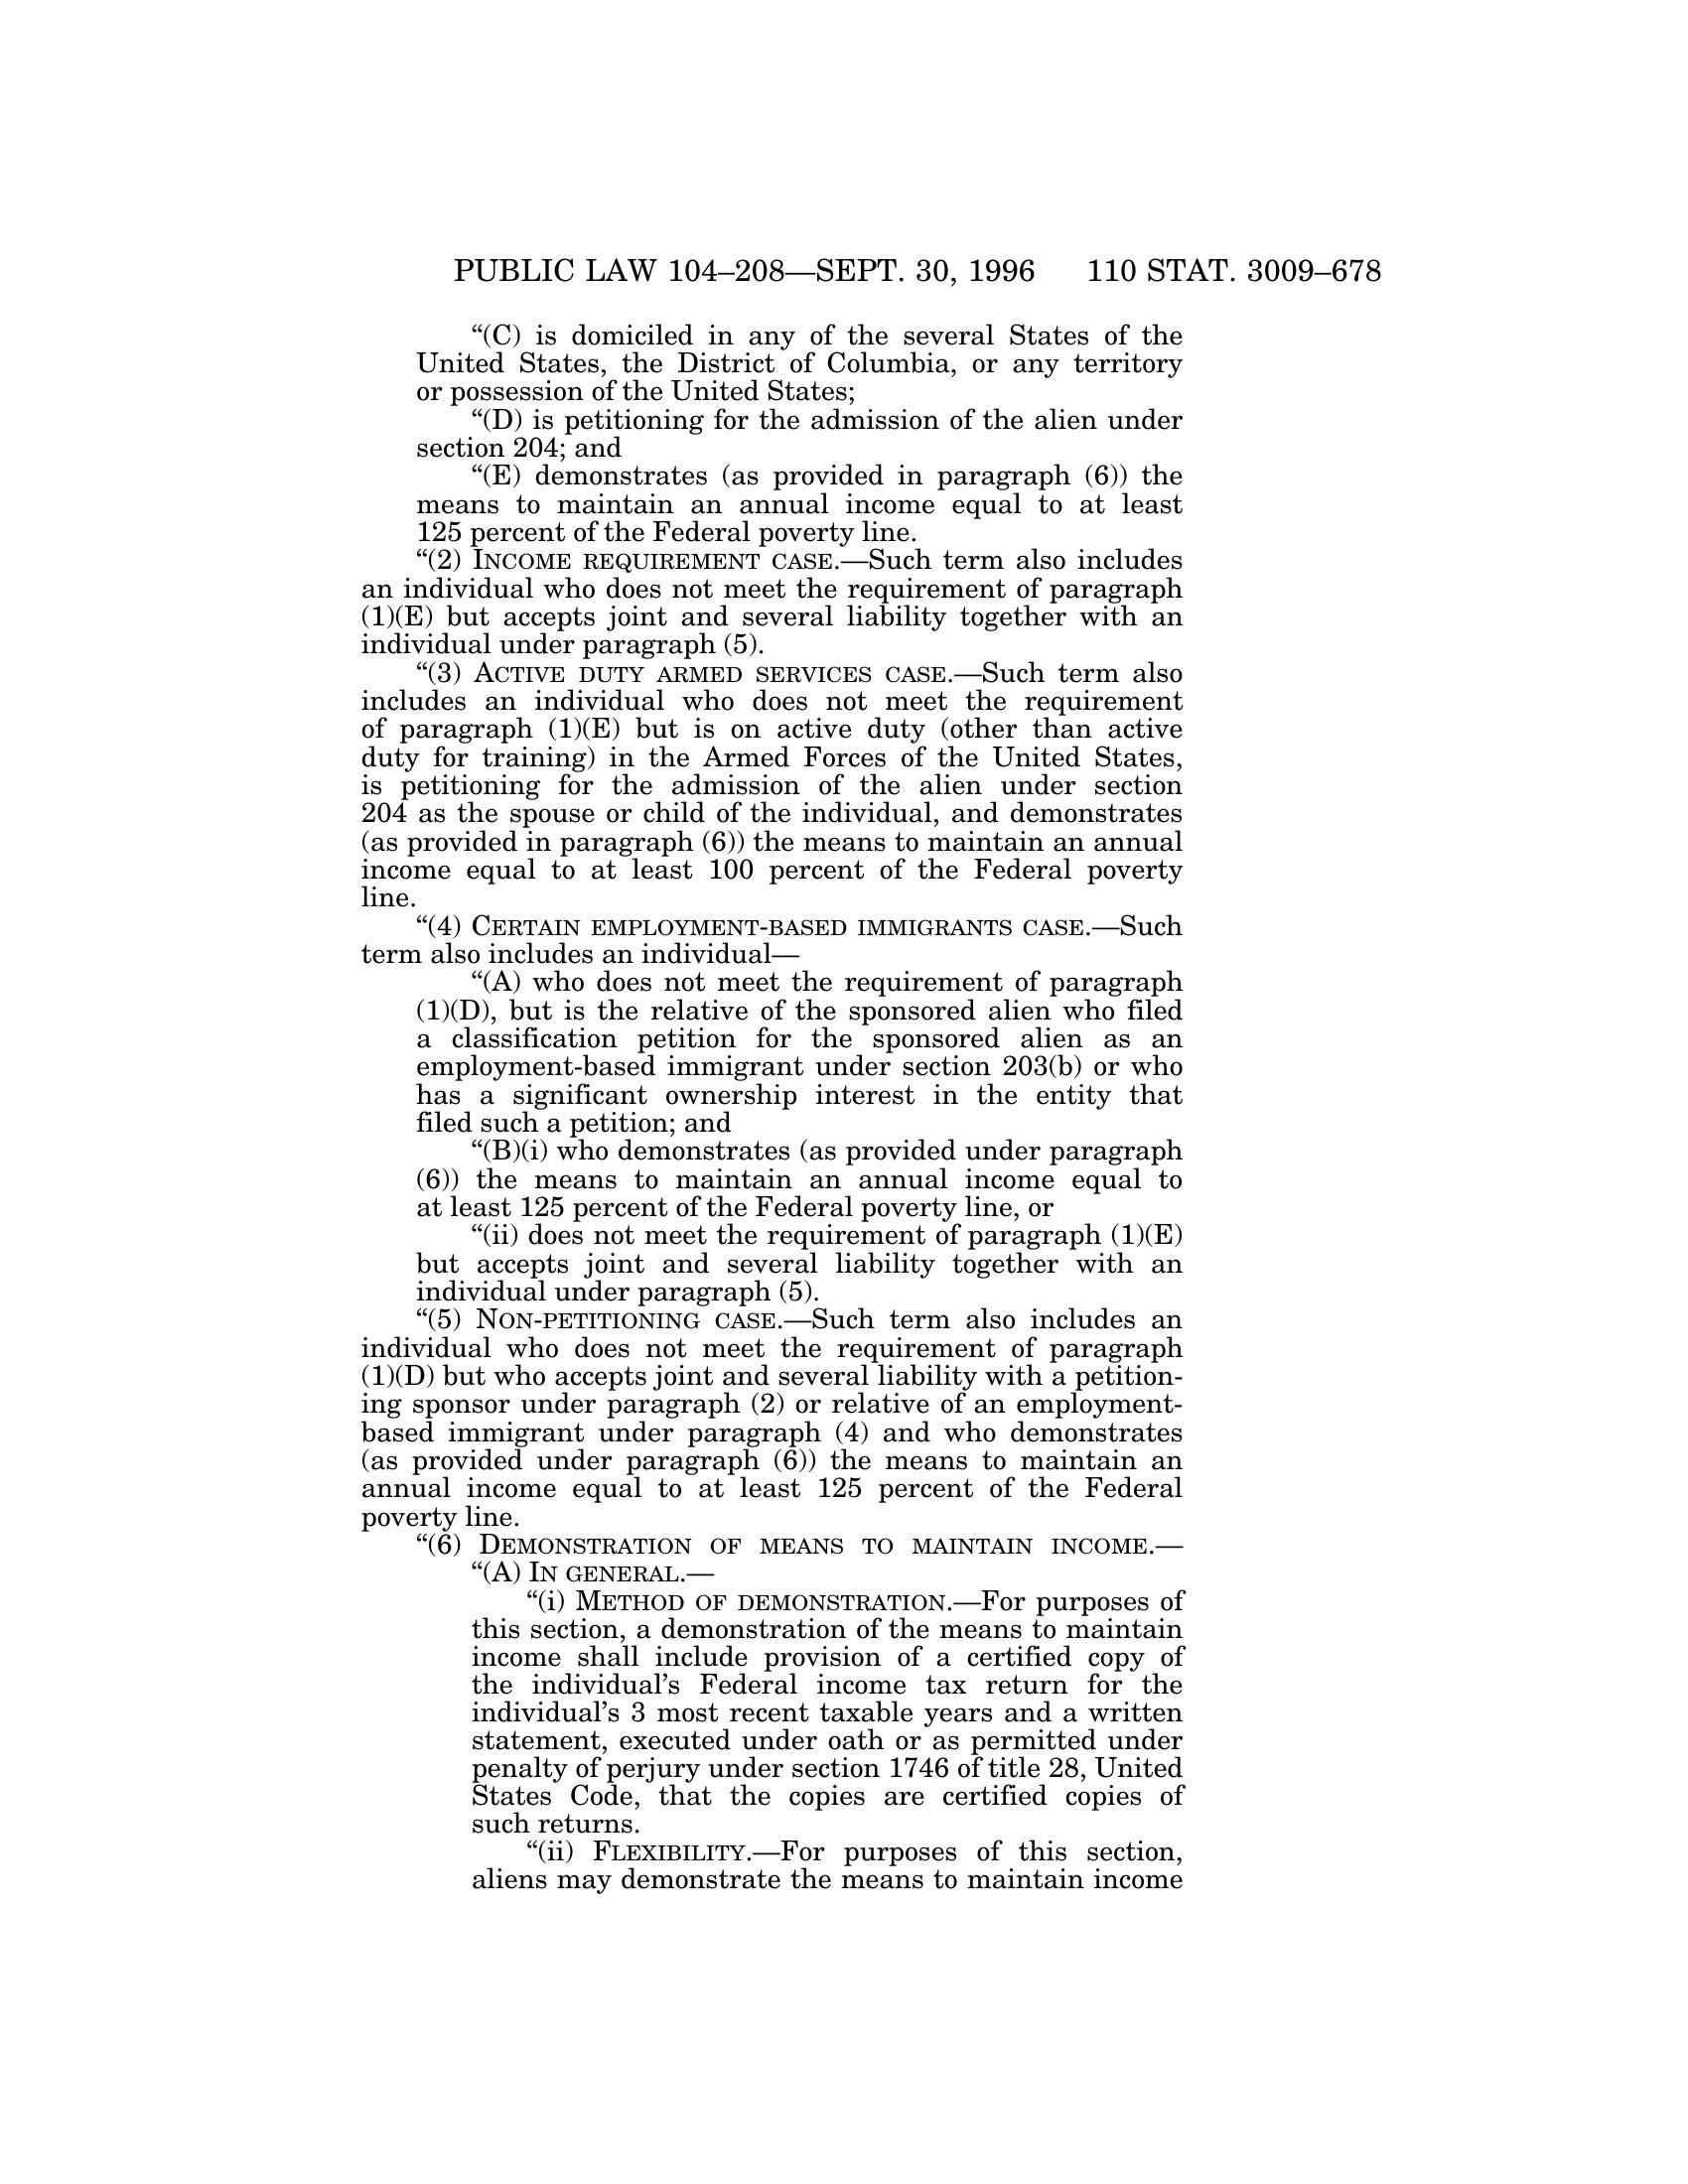 PUBLIC LAW 104–208—SEPT. 30, 1996 110 STAT. 3009–678
“(C) is domiciled in any of the several States of the
United States, the District of Columbia, or any territory
or possession of the United States;
“(D) is petitioning for the admission of the alien under
section 204; and
“(E) demonstrates (as provided in paragraph (6)) the
means to maintain an annual income equal to at least
125 percent of the Federal poverty line.
“(2) INCOME REQUIREMENT CASE.—Such term also includes
an individual who does not meet the requirement of paragraph
(1)(E) but accepts joint and several liability together with an
individual under paragraph (5).
“(3) ACTIVE DUTY ARMED SERVICES CASE.—Such term also
includes an individual who does not meet the requirement
of paragraph (1)(E) but is on active duty (other than active
duty for training) in the Armed Forces of the United States,
is petitioning for the admission of the alien under section
204 as the spouse or child of the individual, and demonstrates
(as provided in paragraph (6)) the means to maintain an annual
income equal to at least 100 percent of the Federal poverty
line.
“(4) CERTAIN EMPLOYMENT-BASED IMMIGRANTS CASE.—Such
term also includes an individual—
“(A) who does not meet the requirement of paragraph
(1)(D), but is the relative of the sponsored alien who filed
a classification petition for the sponsored alien as an
employment-based immigrant under section 203(b) or who
has a significant ownership interest in the entity that
filed such a petition; and
“(B)(i) who demonstrates (as provided under paragraph
(6)) the means to maintain an annual income equal to
at least 125 percent of the Federal poverty line, or
“(ii) does not meet the requirement of paragraph (1)(E)
but accepts joint and several liability together with an
individual under paragraph (5).
“(5) NON-PETITIONING CASE.—Such term also includes an
individual who does not meet the requirement of paragraph
(1)(D) but who accepts joint and several liability with a petition-
ing sponsor under paragraph (2) or relative of an employment-
based immigrant under paragraph (4) and who demonstrates
(as provided under paragraph (6)) the means to maintain an
annual income equal to at least 125 percent of the Federal
poverty line.
“(6) DEMONSTRATION OF MEANS TO MAINTAIN INCOME.—
“(A) IN GENERAL.—
“(i) METHOD OF DEMONSTRATION.—For purposes of
this section, a demonstration of the means to maintain
income shall include provision of a certified copy of
the individual’s Federal income tax return for the
individual’s 3 most recent taxable years and a written
statement, executed under oath or as permitted under
penalty of perjury under section 1746 of title 28, United
States Code, that the copies are certified copies of
such returns.
“(ii) FLEXIBILITY.—For purposes of this section,
aliens may demonstrate the means to maintain income